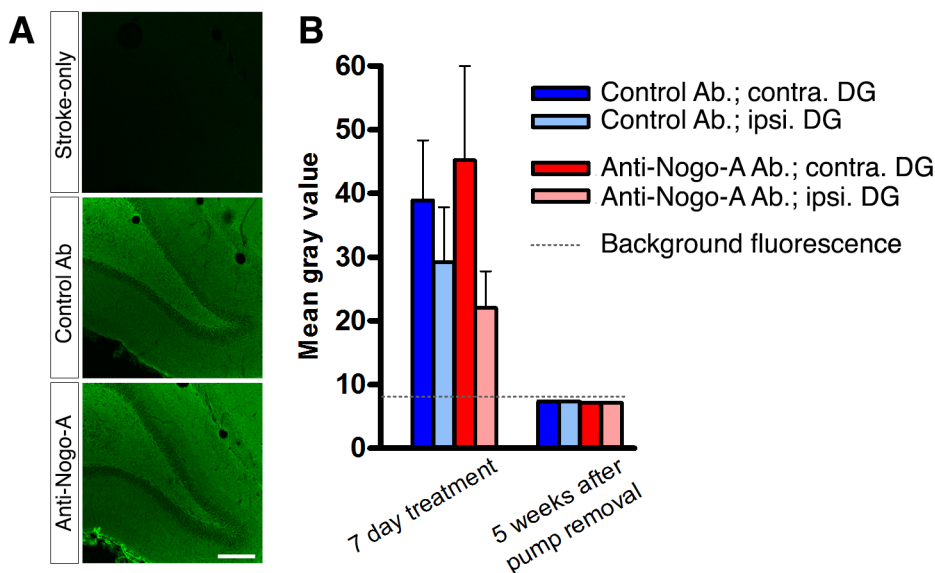 A
Stroke-only
Control Ab
Anti-Nogo-A
B
Mean gray value
60
50
40
30
20
10
0
7 day treatment
5 weeks after
pump removal
Control Ab.; contra. DG
Control Ab.; ipsi. DG
Anti-Nogo-A Ab.; contra. DG
Anti-Nogo-A Ab.; ipsi. DG
Background fluorescence